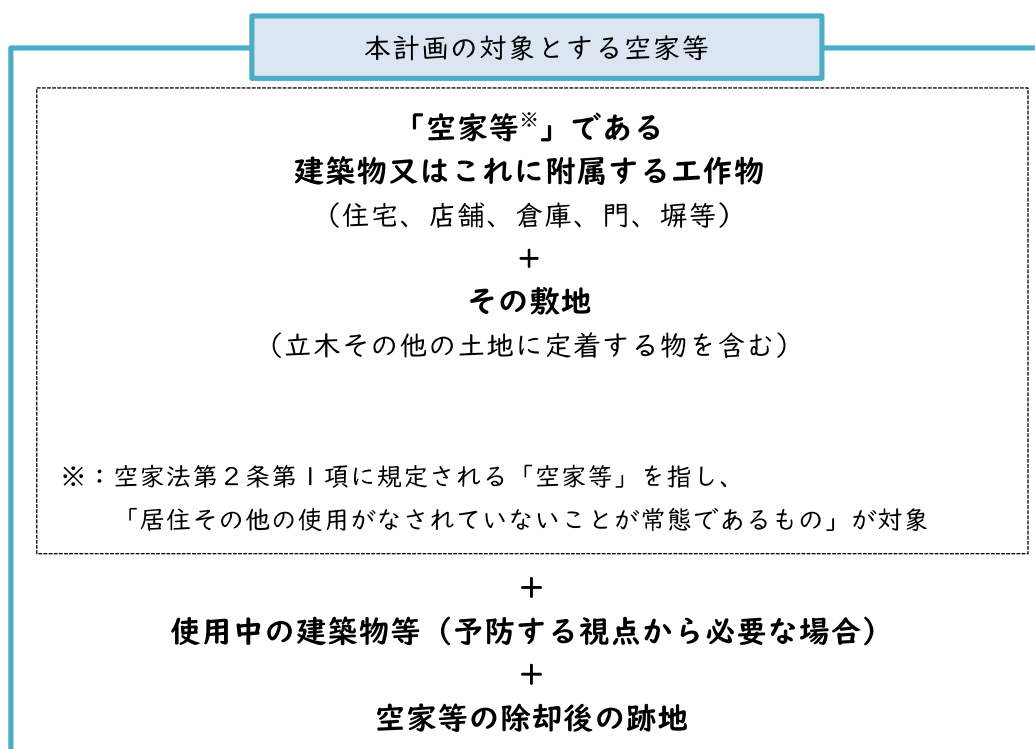 本計画の対象とする空家等
「空家等※」である
建築物又はこれに附属する工作物
（住宅、店舗、倉庫、門、塀等）
＋
その敷地
（立木その他の土地に定着する物を含む）
※：空家法第２条第１項に規定される「空家等」を指し、
「居住その他の使用がなされていないことが常態であるもの」が対象
＋
使用中の建築物等（予防する視点から必要な場合）
＋
空家等の除却後の跡地